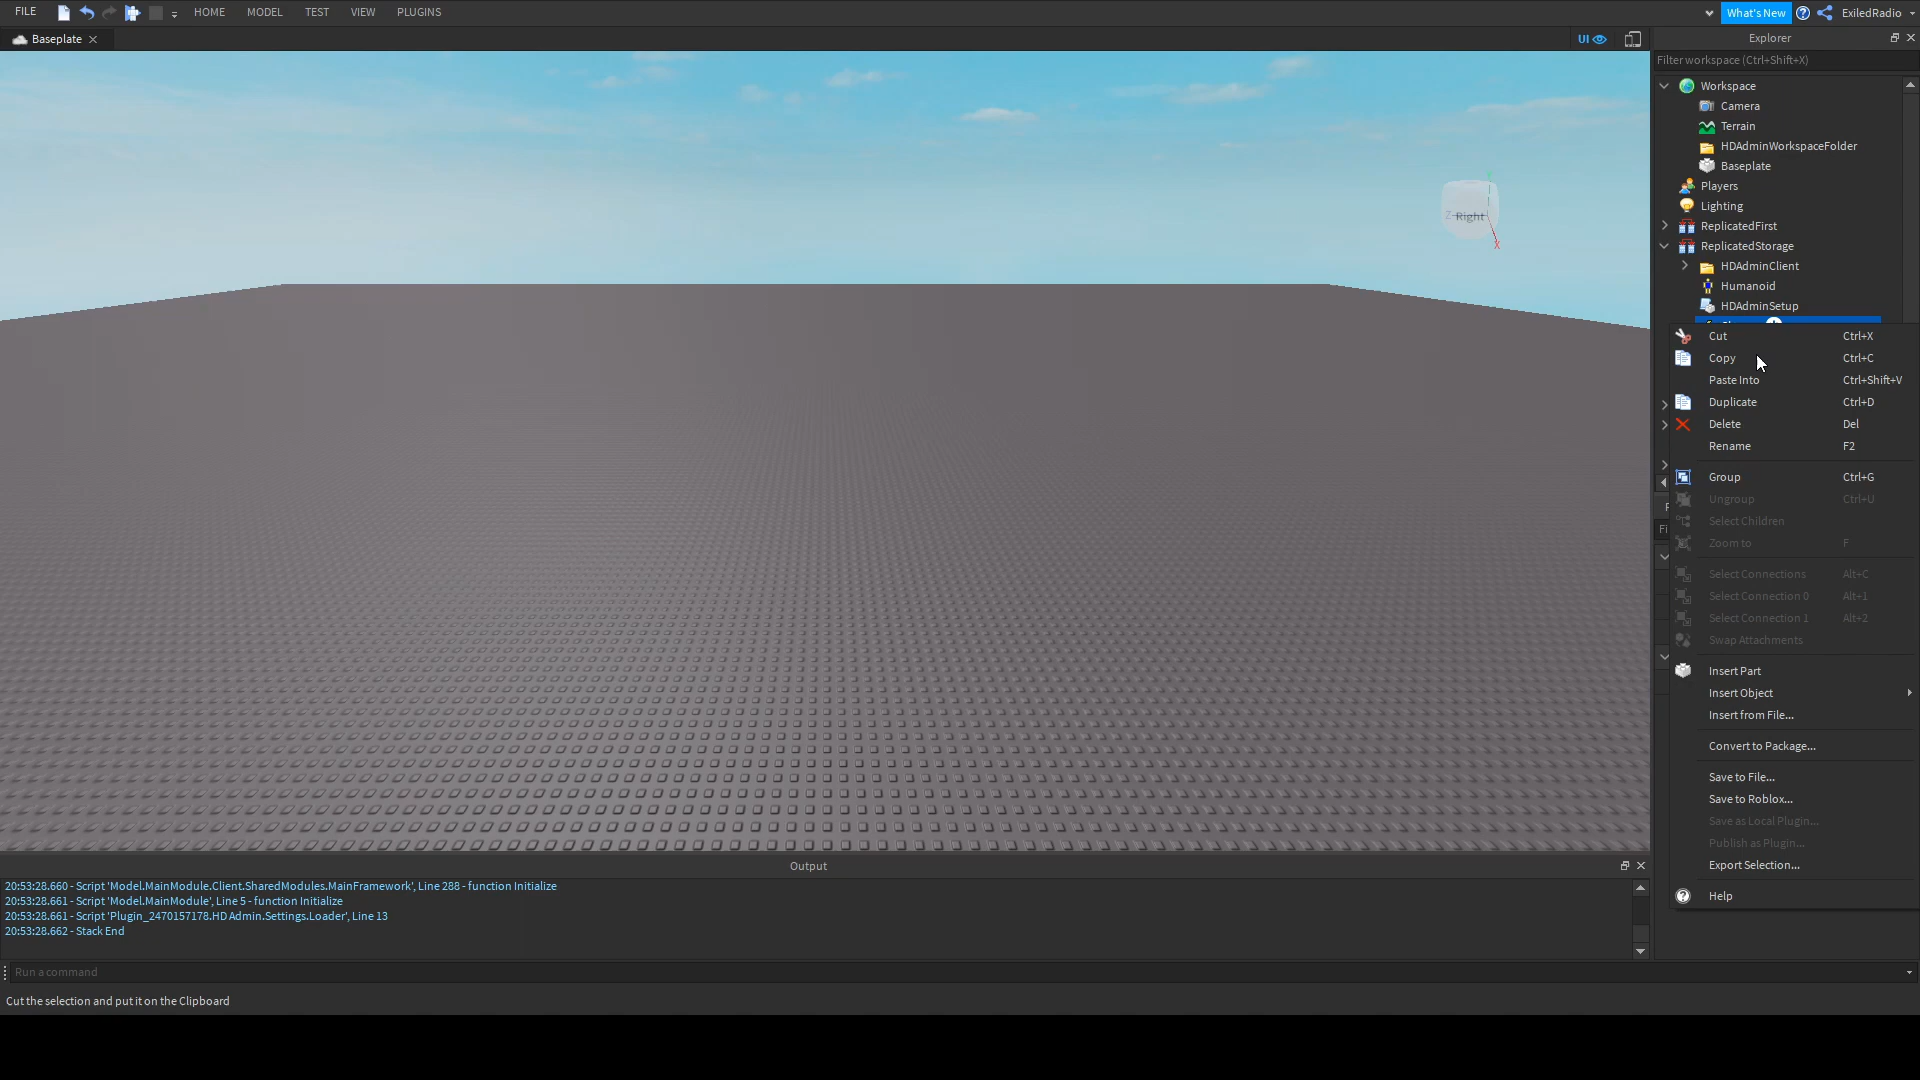 FILE
HOME
MODEL
TEST
VIEW
PLUGINS
What's New
ExiledRadio
Baseplate
UI
Explorer
Filter workspace (Ctrl+Shift+X)
Workspace
Camera
Terrain
HDAdminWorkspaceFolder
Baseplate
Players
Lighting
ReplicatedFirst
ReplicatedStorage
HDAdminClient
Humanoid
HDAdminSetup
Y
Z
Right
X
Cut Ctrl+X
Copy Ctrl+C
Paste Into Ctrl+Shift+V
Duplicate Ctrl+D
Delete Del
Rename F2
Group Ctrl+G
Ungroup Ctrl+U
Select Children
Zoom to F
Select Connections Alt+C
Select Connection 0 Alt+1
Select Connection 1 Alt+2
Swap Attachments
Insert Part
Insert Object
Insert from File...
Convert to Package...
Save to File...
Save to Roblox...
Save as Local Plugin...
Publish as Plugin...
Export Selection...
Help
Fi
Output
20:53:28.660 - Script 'Model.MainModule.Client.SharedModules.MainFramework', Line 288 - function Initialize
20:53:28.661 - Script 'Model.MainModule', Line 5 - function Initialize
20:53:28.661 - Script 'Plugin_2470157178.HD Admin.Settings.Loader', Line 13
20:53:28.662 - Stack End
Run a command
Cut the selection and put it on the Clipboard